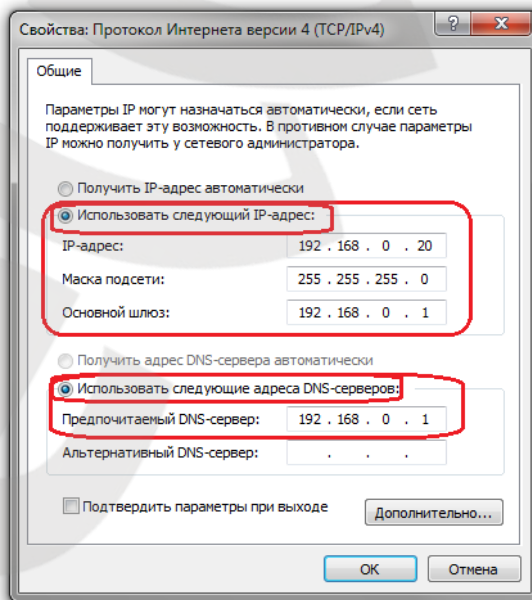 Свойства: Протокол Интернета версии 4 (TCP/IPv4)
Общие
Параметры IP могут назначаться автоматически, если сеть
поддерживает эту возможность. В противном случае параметры
IP можно получить у сетевого администратора.
Получить IP-адрес автоматически
Использовать следующий IP-адрес:
IP-адрес: 192 . 168 . 0 . 20
Маска подсети: 255 . 255 . 255 . 0
Основной шлюз: 192 . 168 . 0 . 1
Получить адрес DNS-сервера автоматически
Использовать следующие адреса DNS-серверов:
Предпочитаемый DNS-сервер: 192 . 168 . 0 . 1
Альтернативный DNS-сервер: . . .
Подтвердить параметры при выходе
Дополнительно...
ОК Отмена